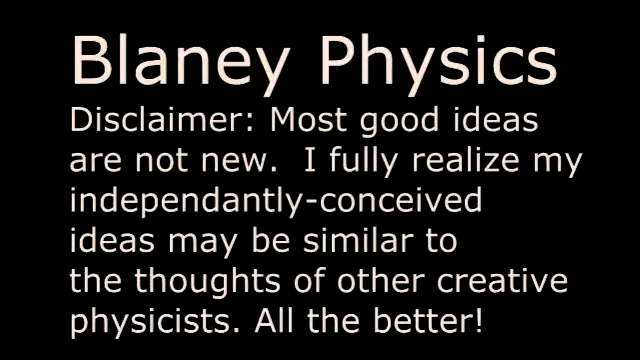 Blaney Physics
Disclaimer: Most good ideas
are not new.  I fully realize my
independantly-conceived
ideas may be similar to
the thoughts of other creative
physicists. All the better!